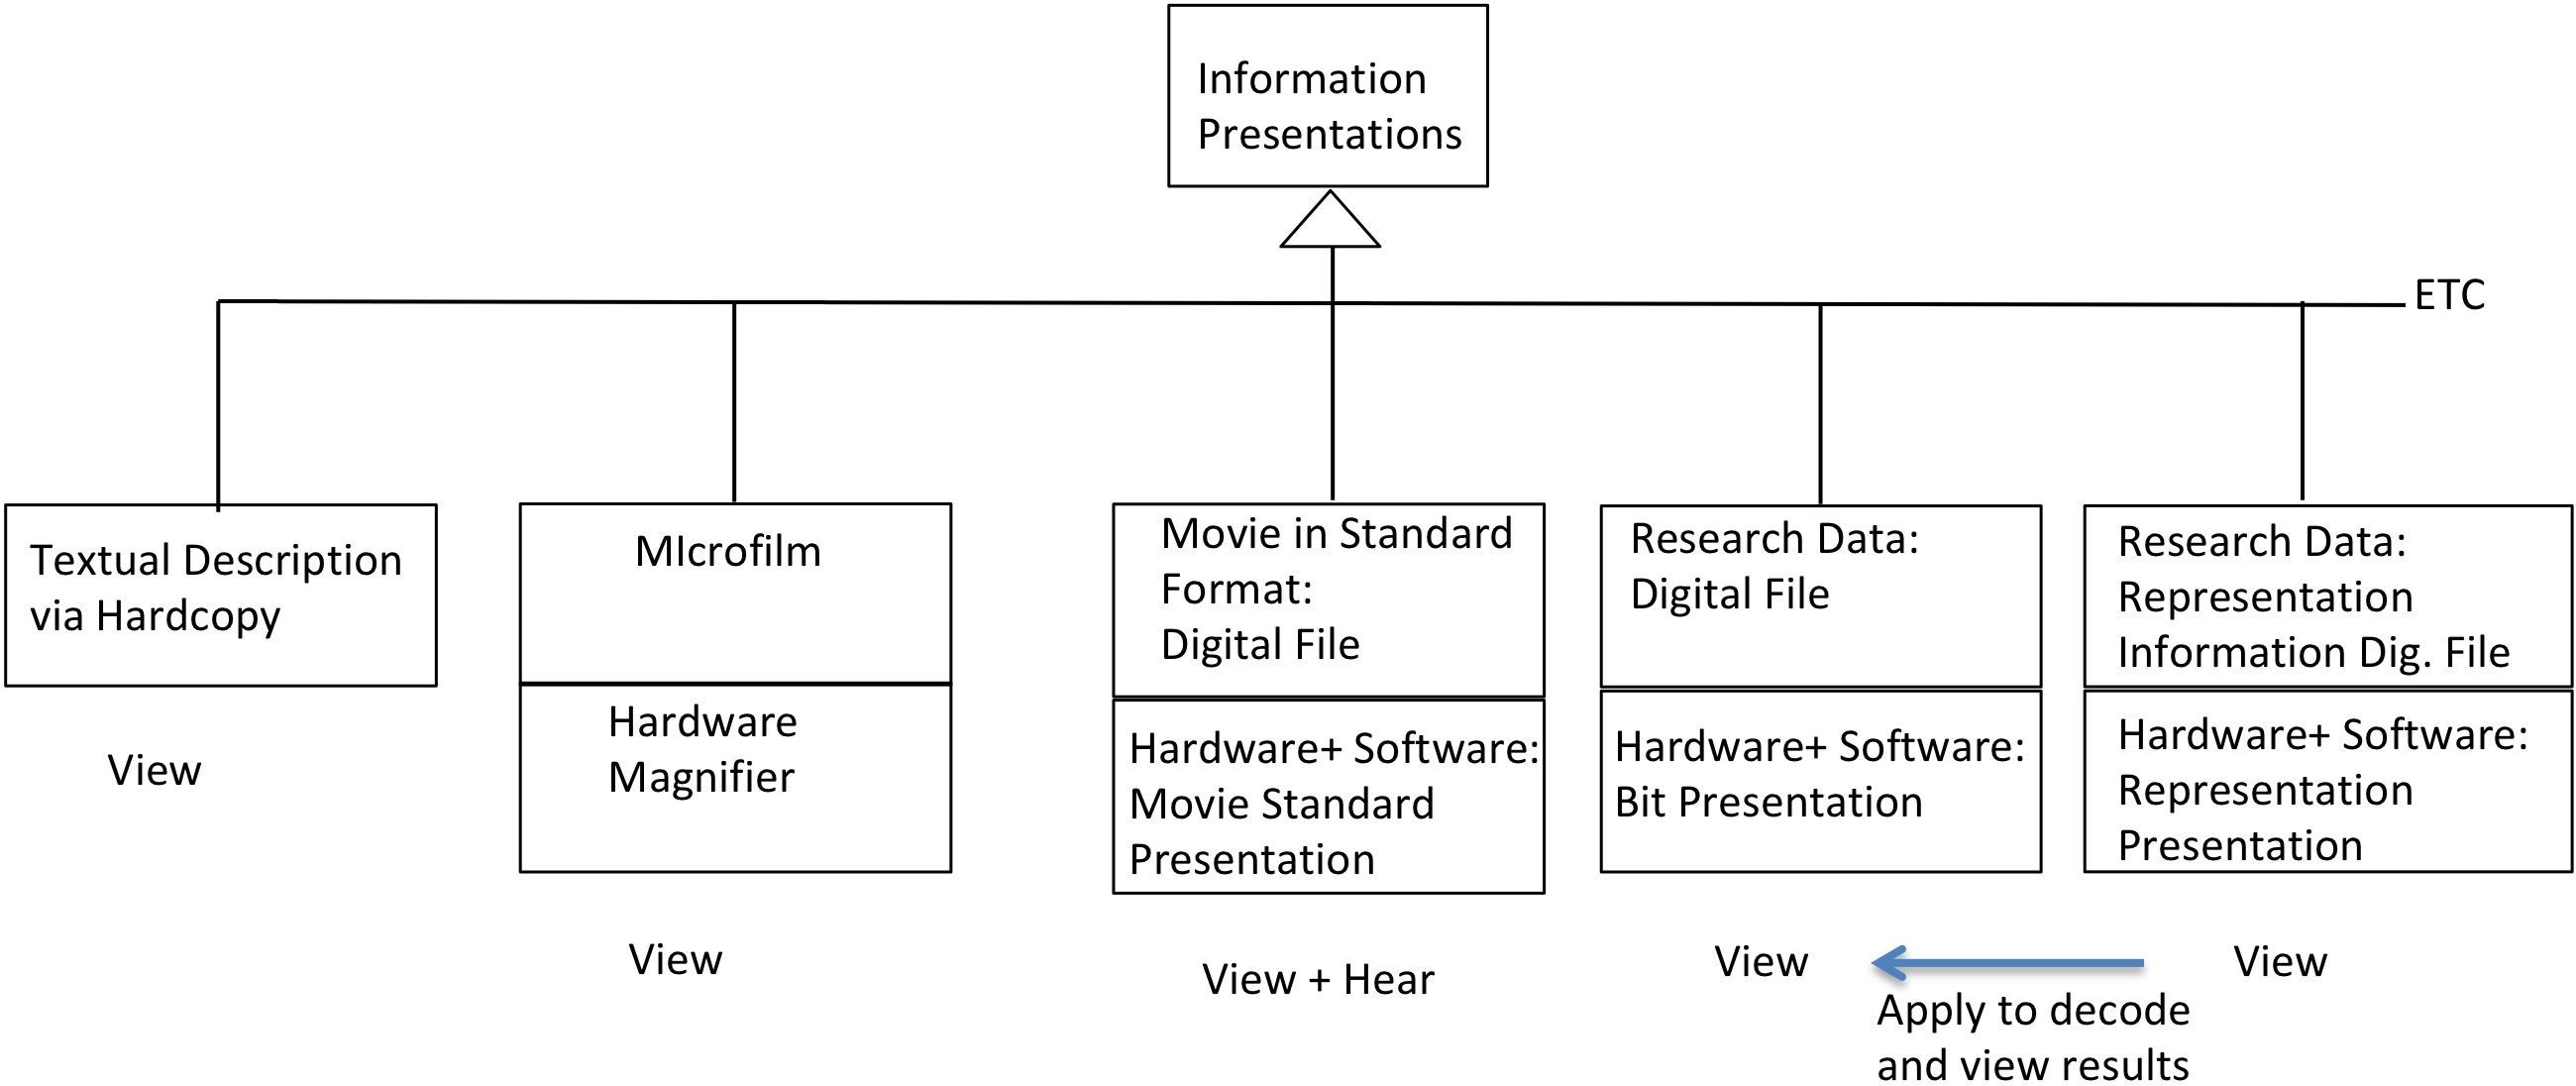 Information
Presentations
ETC
Textual Description
via Hardcopy
View
MIcrofilm
Hardware
Magnifier
View
Movie in Standard
Format:
Digital File
Hardware+ Software:
Movie Standard
Presentation
View + Hear
Research Data:
Digital File
Hardware+ Software:
Bit Presentation
View
Research Data:
Representation
Information Dig. File
Hardware+ Software:
Representation
Presentation
View
Apply to decode
and view results